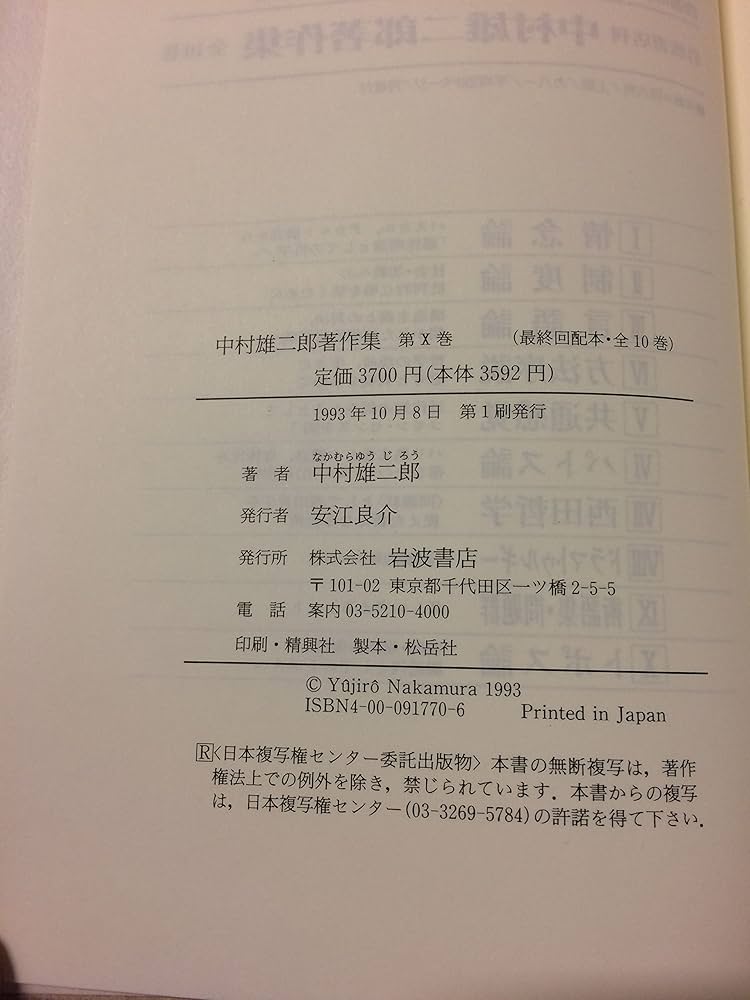 中村雄二郎著作集 第X巻 (最終回配本・全10巻)
定価3700円(本体3592円)
1993年10月8日 第1刷発行
なかむらゆうじろう
著者 中村雄二郎
発行者 安江良介
発行所 株式会社 岩波書店
〒101-02 東京都千代田区一ツ橋2-5-5
電話 案内03-5210-4000
印刷・精興社 製本・松岳社
© Yûjirô Nakamura 1993
ISBN4-00-091770-6 Printed in Japan
R〈日本複写権センター委託出版物〉本書の無断複写は，著作
権法上での例外を除き，禁じられています．本書からの複写
は，日本複写権センター(03-3269-5784)の許諾を得て下さい．